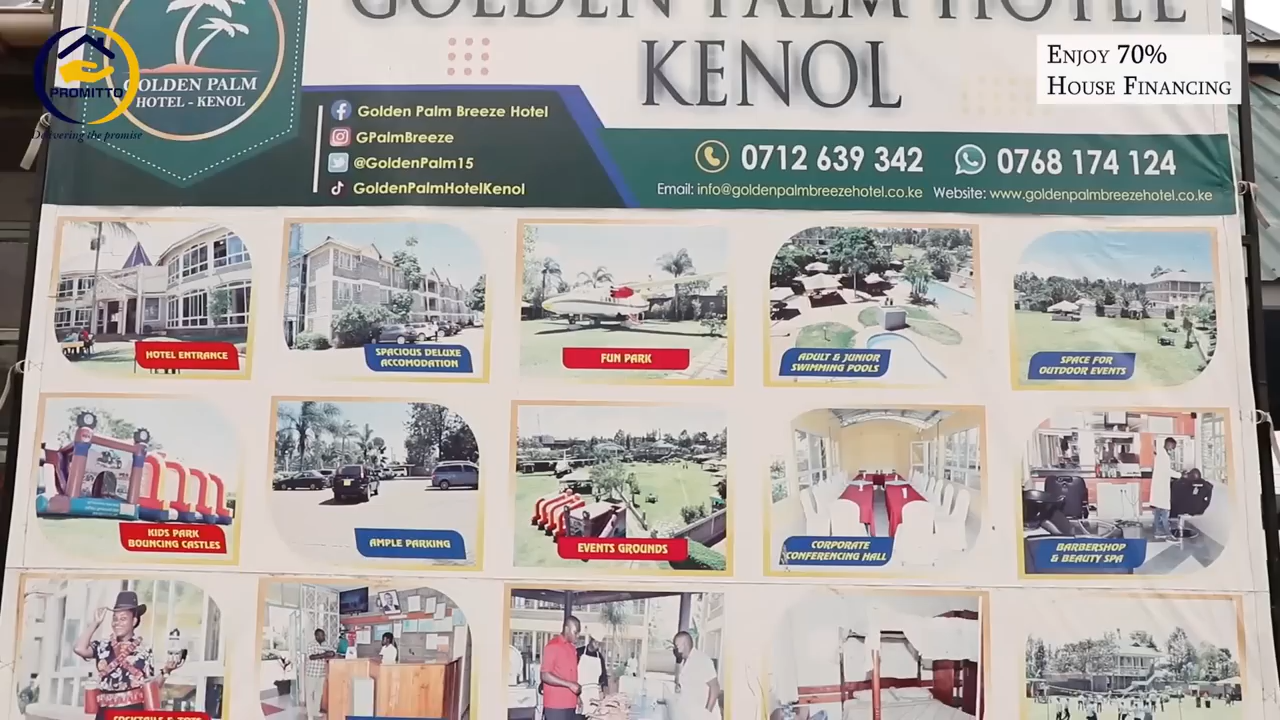 GOLDEN PALM HOTEL
KENOL
ENJOY 70%
HOUSE FINANCING
PROMITTO
Delivering the promise
GOLDEN PALM
HOTEL - KENOL
Golden Palm Breeze Hotel
GPalmBreeze
@GoldenPalm15
GoldenPalmHotelKenol
0712 639 342
0768 174 124
Email: info@goldenpalmbreezehotel.co.ke
Website: www.goldenpalmbreezehotel.co.ke
HOTEL ENTRANCE
SPACIOUS DELUXE
ACCOMODATION
FUN PARK
ADULT & JUNIOR
SWIMMING POOLS
SPACE FOR
OUTDOOR EVENTS
KIDS PARK
BOUNCING CASTLES
AMPLE PARKING
EVENTS GROUNDS
CORPORATE
CONFERENCING HALL
BARBERSHOP
& BEAUTY SPA